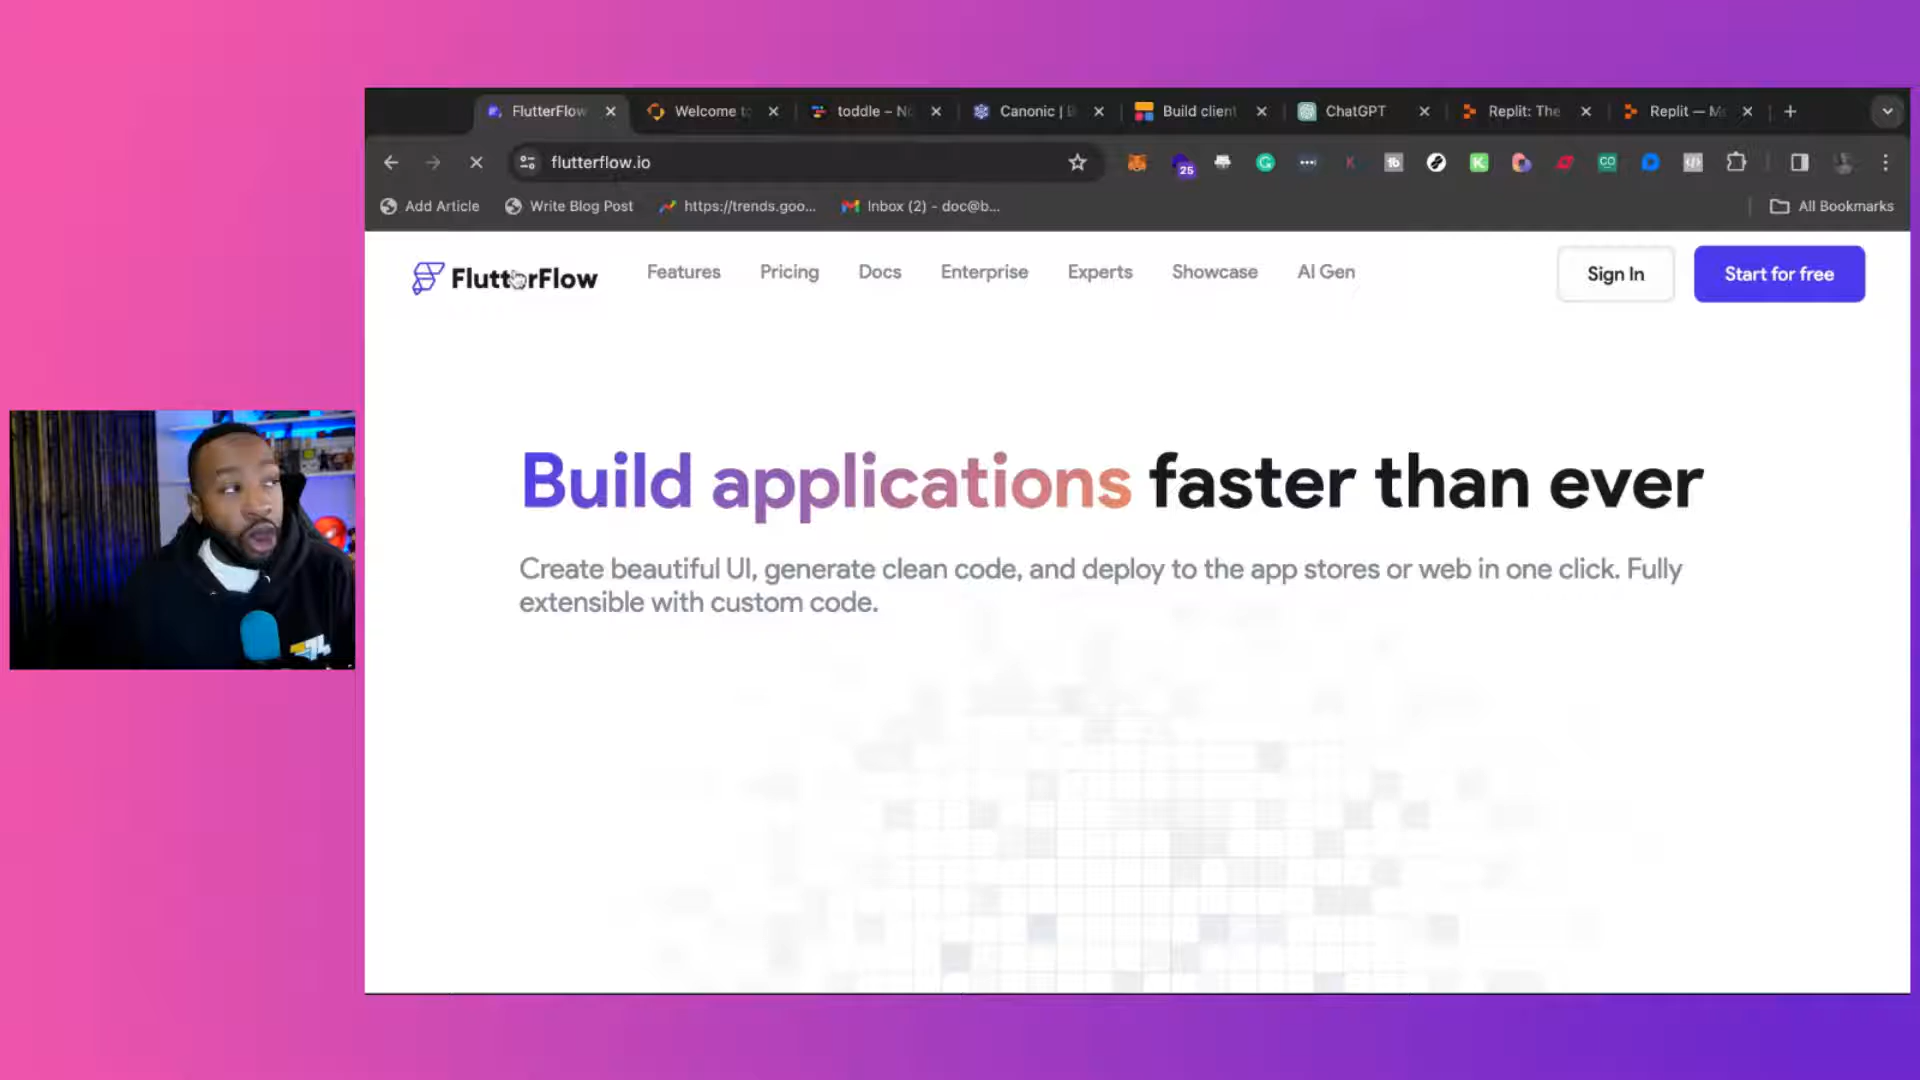 FlutterFlow
Welcome to
toddle – No
Canonic | B
Build client
ChatGPT
Replit: The
Replit — M
flutterflow.io
25
Add Article
Write Blog Post
https://trends.goo...
Inbox (2) - doc@b...
All Bookmarks
FlutterFlow
Features
Pricing
Docs
Enterprise
Experts
Showcase
AI Gen
Sign In
Start for free
Build applications faster than ever
Create beautiful UI, generate clean code, and deploy to the app stores or web in one click. Fully
extensible with custom code.